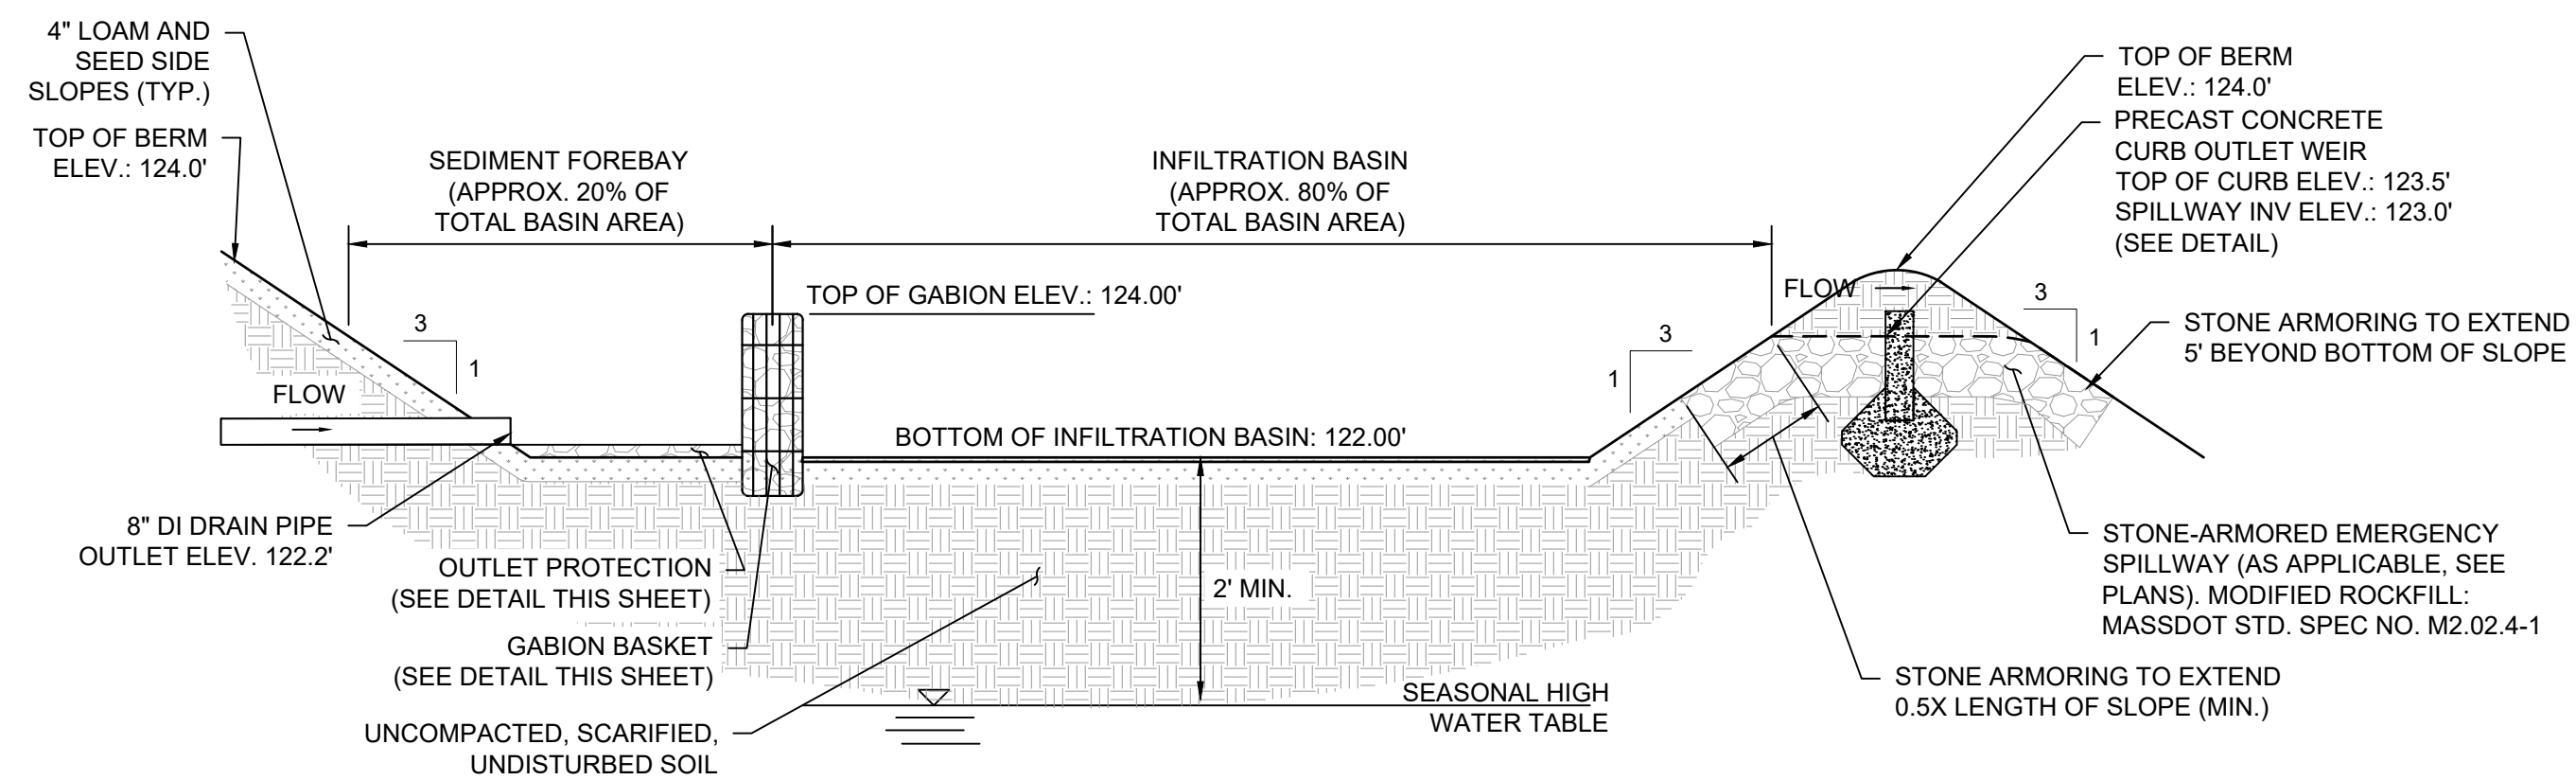 4" LOAM AND
SEED SIDE
SLOPES (TYP.)
TOP OF BERM
ELEV.: 124.0'
SEDIMENT FOREBAY
(APPROX. 20% OF
TOTAL BASIN AREA)
INFILTRATION BASIN
(APPROX. 80% OF
TOTAL BASIN AREA)
TOP OF BERM
ELEV.: 124.0'
PRECAST CONCRETE
CURB OUTLET WEIR
TOP OF CURB ELEV.: 123.5'
SPILLWAY INV ELEV.: 123.0'
(SEE DETAIL)
TOP OF GABION ELEV.: 124.00'
FLOW
3
1
3
1
3
1
STONE ARMORING TO EXTEND
5' BEYOND BOTTOM OF SLOPE
FLOW
BOTTOM OF INFILTRATION BASIN: 122.00'
8" DI DRAIN PIPE
OUTLET ELEV. 122.2'
OUTLET PROTECTION
(SEE DETAIL THIS SHEET)
GABION BASKET
(SEE DETAIL THIS SHEET)
UNCOMPACTED, SCARIFIED,
UNDISTURBED SOIL
2' MIN.
SEASONAL HIGH
WATER TABLE
STONE-ARMORED EMERGENCY
SPILLWAY (AS APPLICABLE, SEE
PLANS). MODIFIED ROCKFILL:
MASSDOT STD. SPEC NO. M2.02.4-1
STONE ARMORING TO EXTEND
0.5X LENGTH OF SLOPE (MIN.)